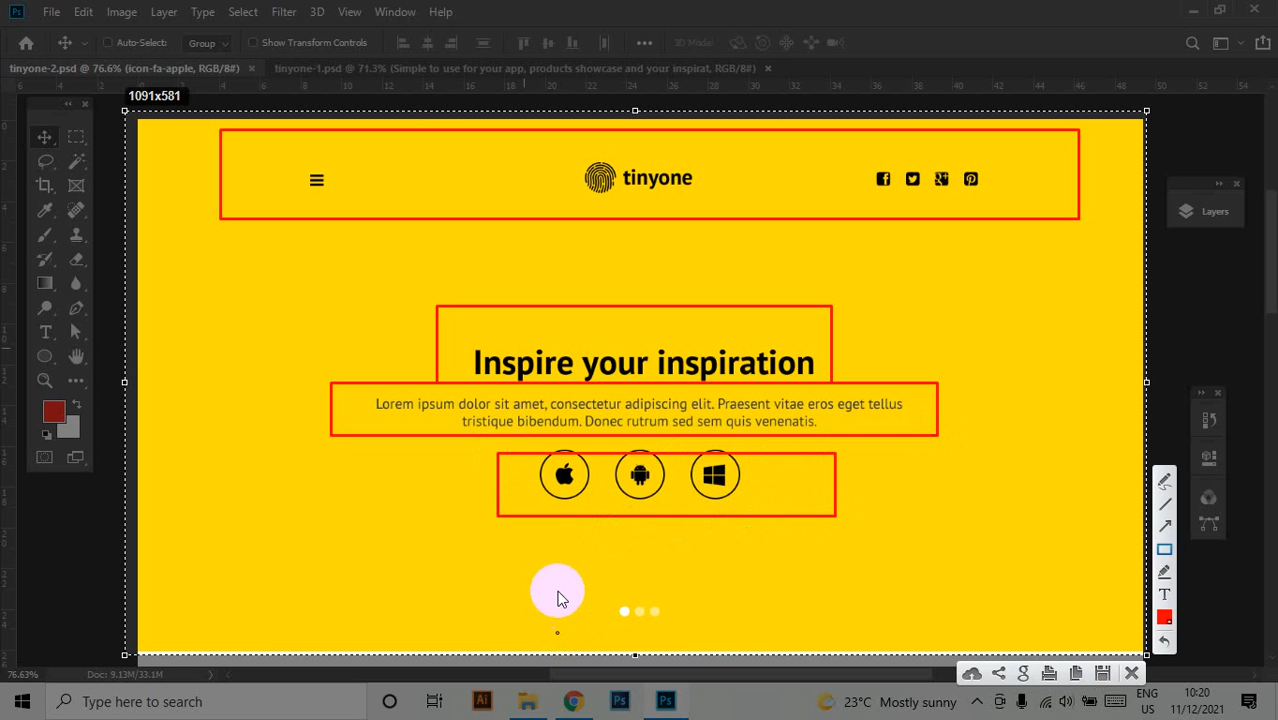 File Edit Image Layer Type Select Filter 3D View Window Help
Auto-Select: Group Show Transform Controls 3D Model
tinyone-2.psd @ 76.6% (icon-fa-apple, RGB/8#) × tinyone-1.psd @ 71.3% (Simple to use for your app, products showcase and your inspirat, RGB/8#) ×
1091x581
tinyone
Layers
Inspire your inspiration
Lorem ipsum dolor sit amet, consectetur adipiscing elit. Praesent vitae eros eget tellus
tristique bibendum. Donec rutrum sed sem quis venenatis.
76.63% Doc: 9.13M/33.1M
Type here to search
23°C Mostly sunny
ENG
US
10:20
11/12/2021